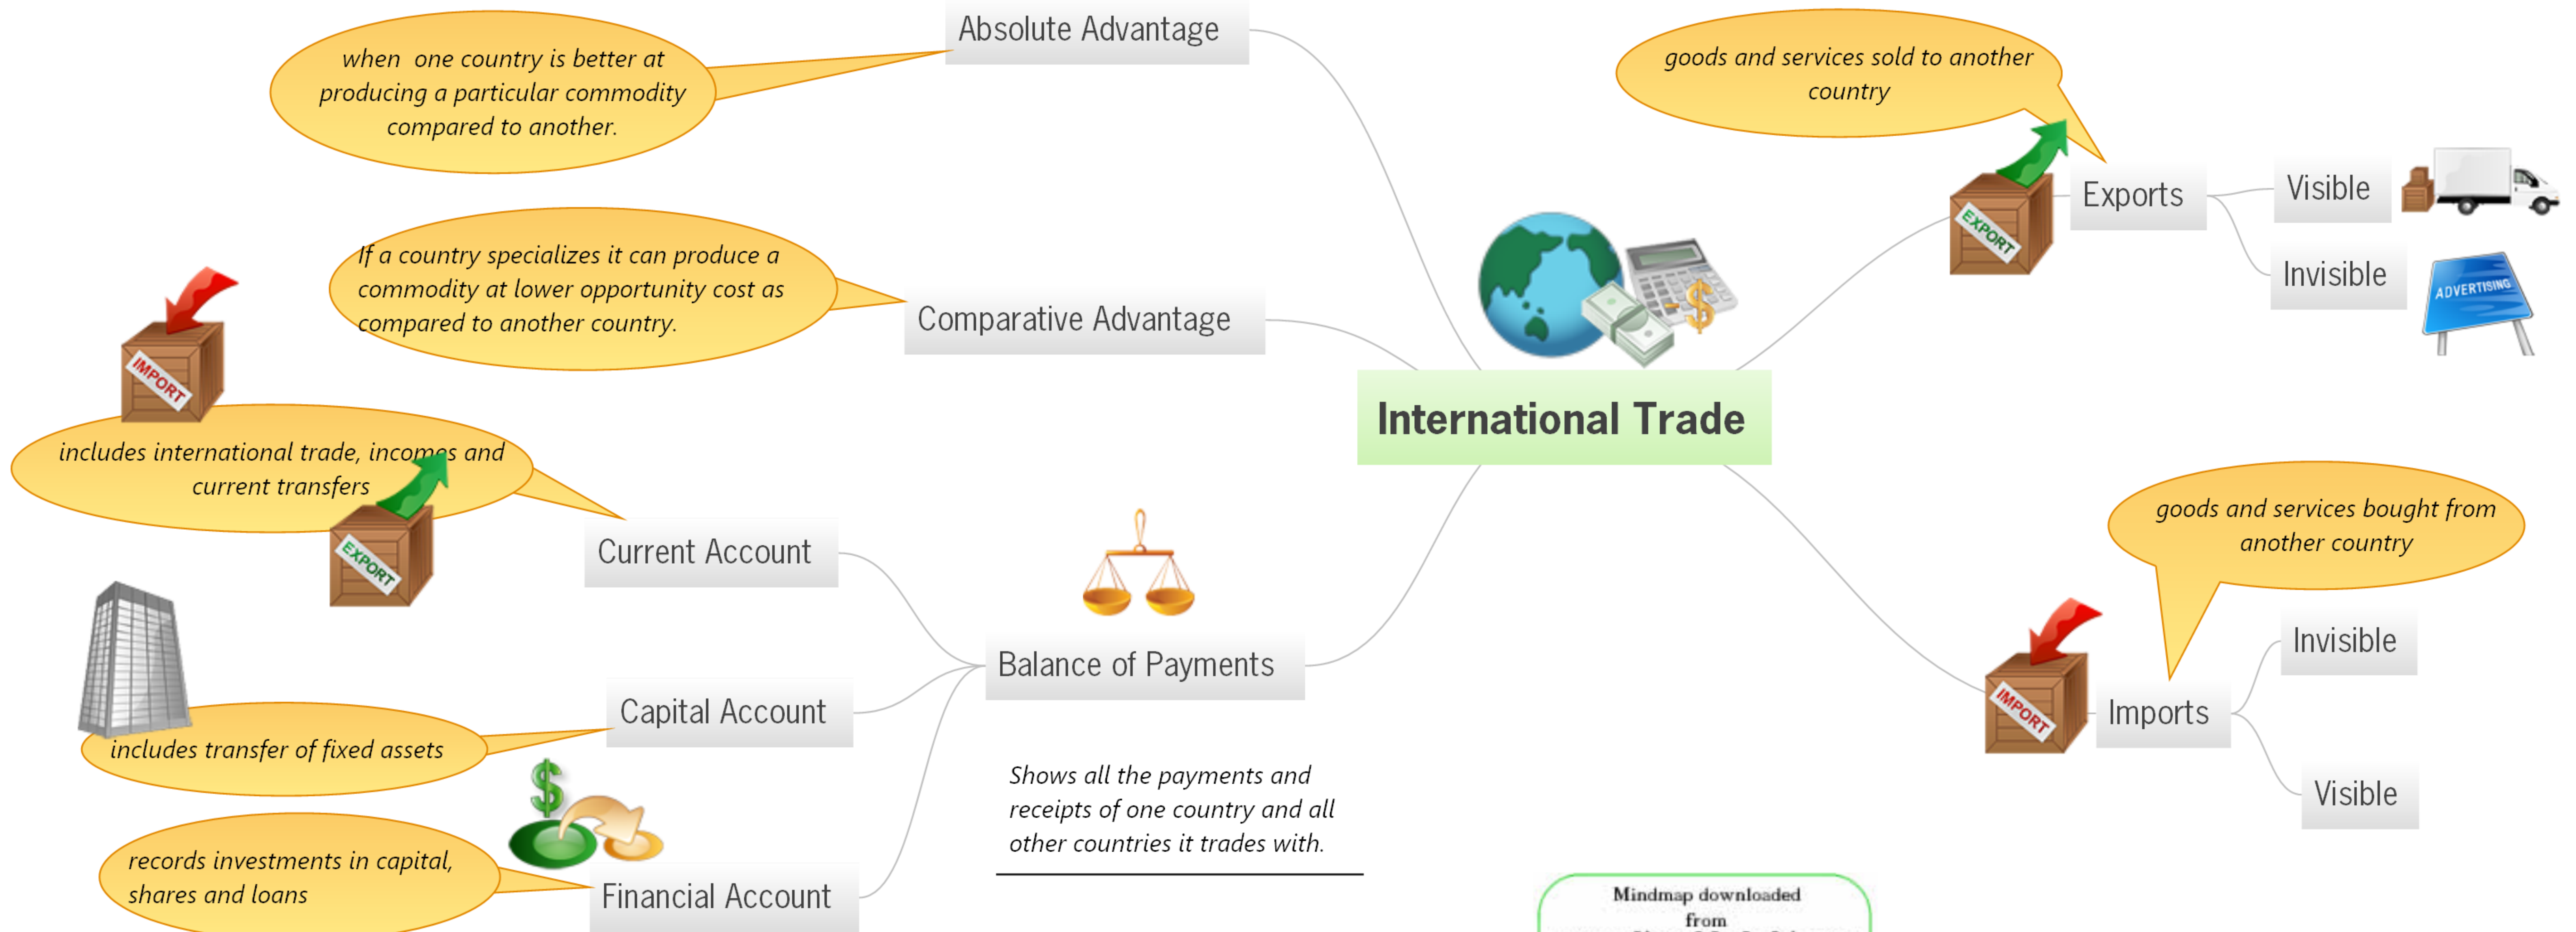 Absolute Advantage
when one country is better at
producing a particular commodity
compared to another.
If a country specializes it can produce a
commodity at lower opportunity cost as
compared to another country.
Comparative Advantage
IMPORT
includes international trade, incomes and
current transfers
EXPORT
Current Account
Capital Account
includes transfer of fixed assets
$
records investments in capital,
shares and loans
Financial Account
Balance of Payments
Shows all the payments and
receipts of one country and all
other countries it trades with.
$
International Trade
goods and services sold to another
country
EXPORT
Exports
Visible
Invisible
ADVERTISING
goods and services bought from
another country
IMPORT
Imports
Invisible
Visible
Mindmap downloaded
from